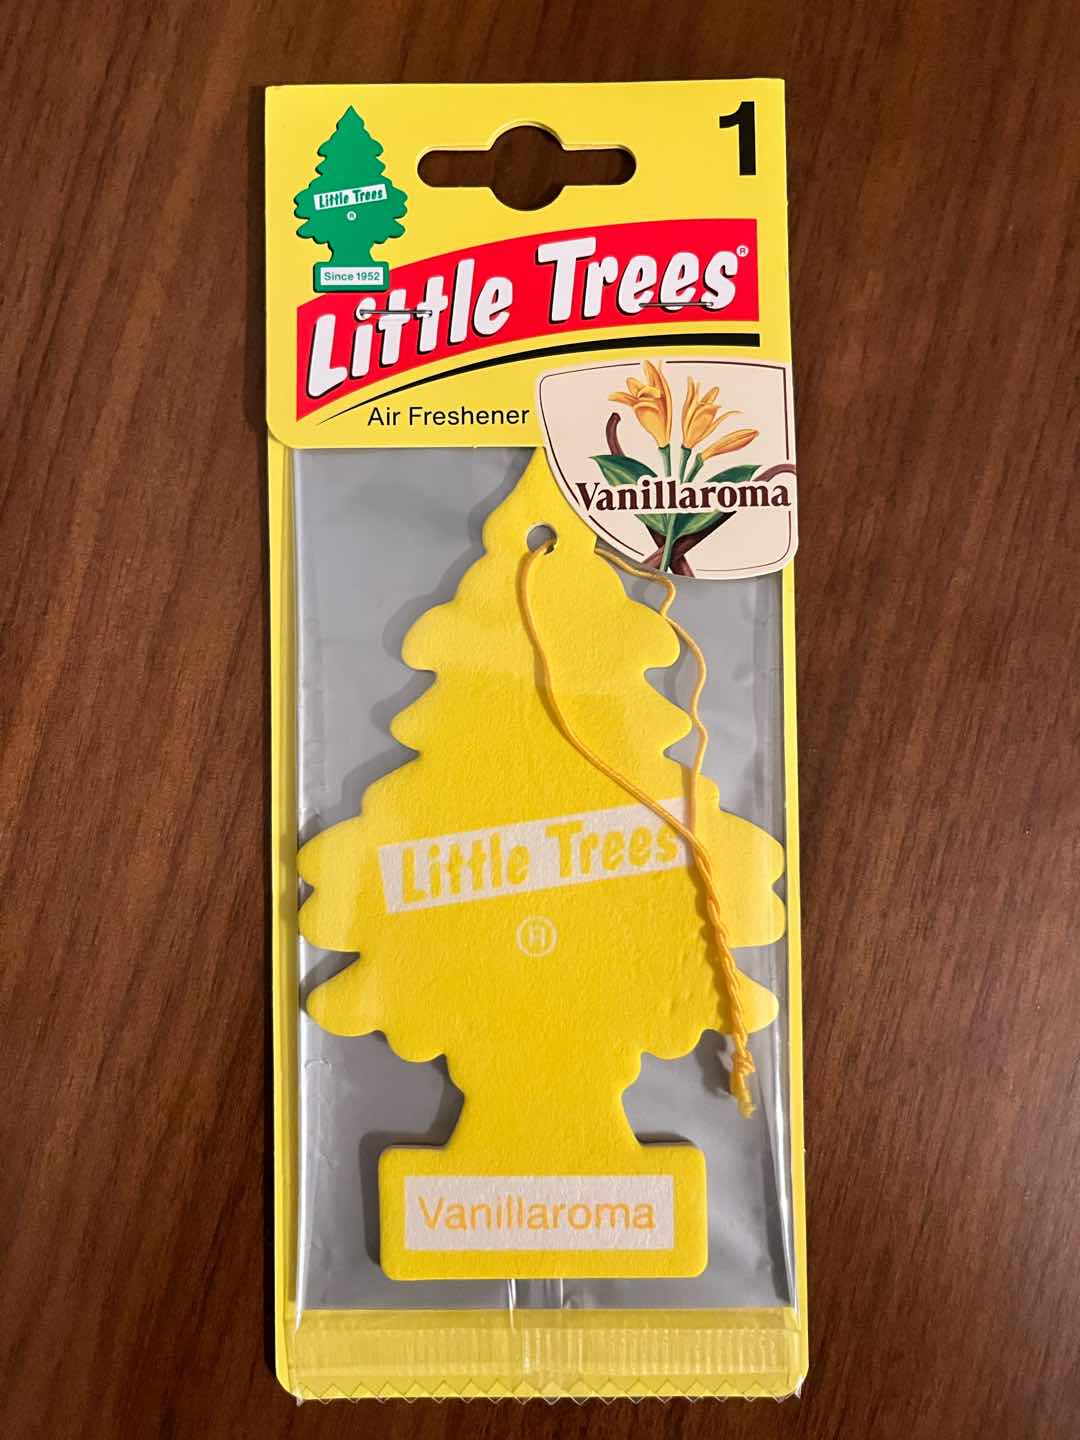 1
Little Trees
®
Since 1952
Little Trees®
Air Freshener
Vanillaroma
Little Trees
®
Vanillaroma